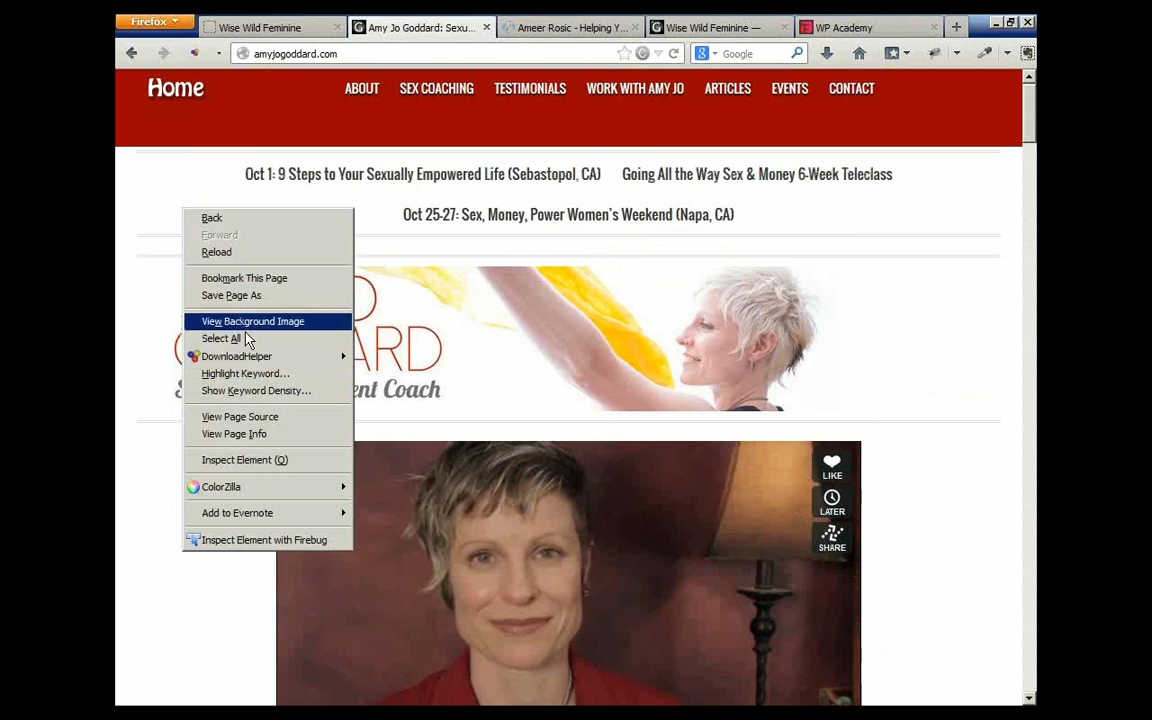 Firefox
Wise Wild Feminine
Amy Jo Goddard: Sexu...
Ameer Rosic - Helping Y...
Wise Wild Feminine —
WP Academy
amyjogoddard.com
Google
Home
ABOUT
SEX COACHING
TESTIMONIALS
WORK WITH AMY JO
ARTICLES
EVENTS
CONTACT
Oct 1: 9 Steps to Your Sexually Empowered Life (Sebastopol, CA)
Going All the Way Sex & Money 6-Week Teleclass
Oct 25-27: Sex, Money, Power Women's Weekend (Napa, CA)
Back
Forward
Reload
Bookmark This Page
Save Page As
View Background Image
Select All
DownloadHelper
Highlight Keyword...
Show Keyword Density...
View Page Source
View Page Info
Inspect Element (Q)
ColorZilla
Add to Evernote
Inspect Element with Firebug
Coach
LIKE
LATER
SHARE